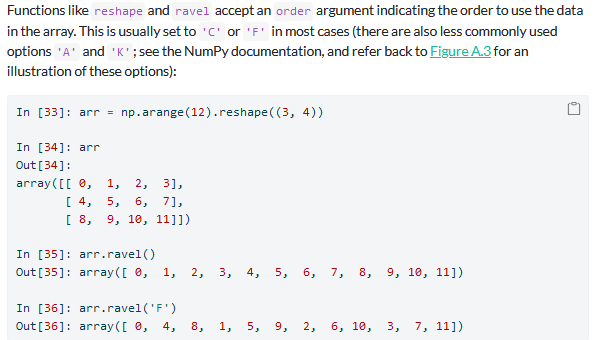 Functions like reshape and ravel accept an order argument indicating the order to use the data
in the array. This is usually set to 'C' or 'F' in most cases (there are also less commonly used
options 'A' and 'K'; see the NumPy documentation, and refer back to Figure A.3 for an
illustration of these options):
In [33]: arr = np.arange(12).reshape((3, 4))
In [34]: arr
Out[34]:
array([[ 0, 1, 2, 3],
[ 4, 5, 6, 7],
[ 8, 9, 10, 11]])
In [35]: arr.ravel()
Out[35]: array([ 0, 1, 2, 3, 4, 5, 6, 7, 8, 9, 10, 11])
In [36]: arr.ravel('F')
Out[36]: array([ 0, 4, 8, 1, 5, 9, 2, 6, 10, 3, 7, 11])